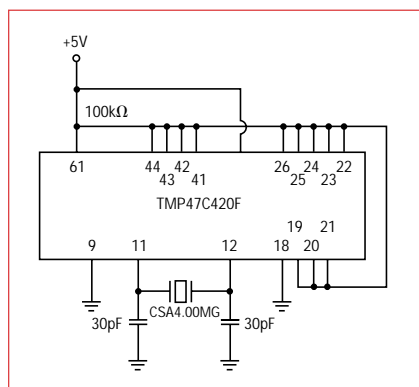 +5V
100kΩ
61 44 42 26 24 22
43 41 25 23
TMP47C420F
19 21
9 11 12 18 20
CSA4.00MG
30pF 30pF